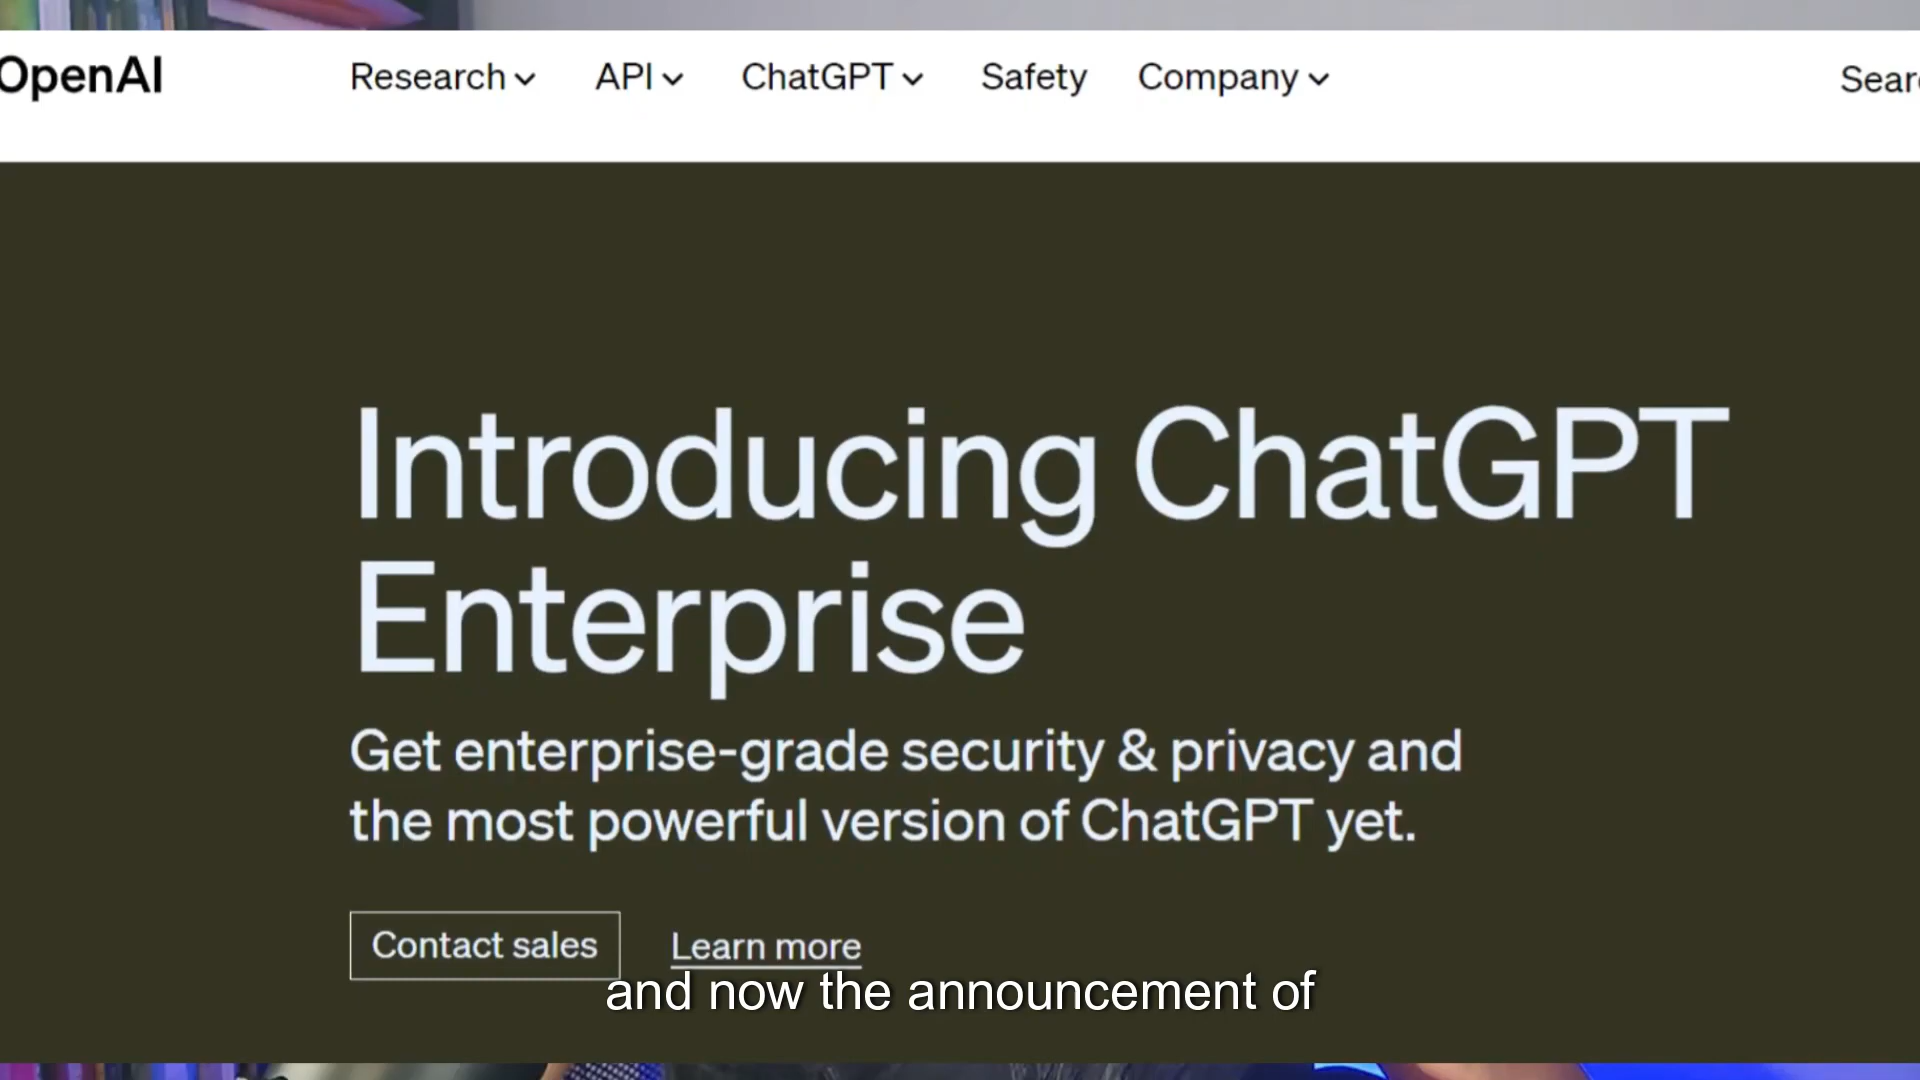 OpenAI
Research
API
ChatGPT
Safety
Company
Introducing ChatGPT
Enterprise
Get enterprise-grade security & privacy and
the most powerful version of ChatGPT yet.
Contact sales
Learn more
and now the announcement of